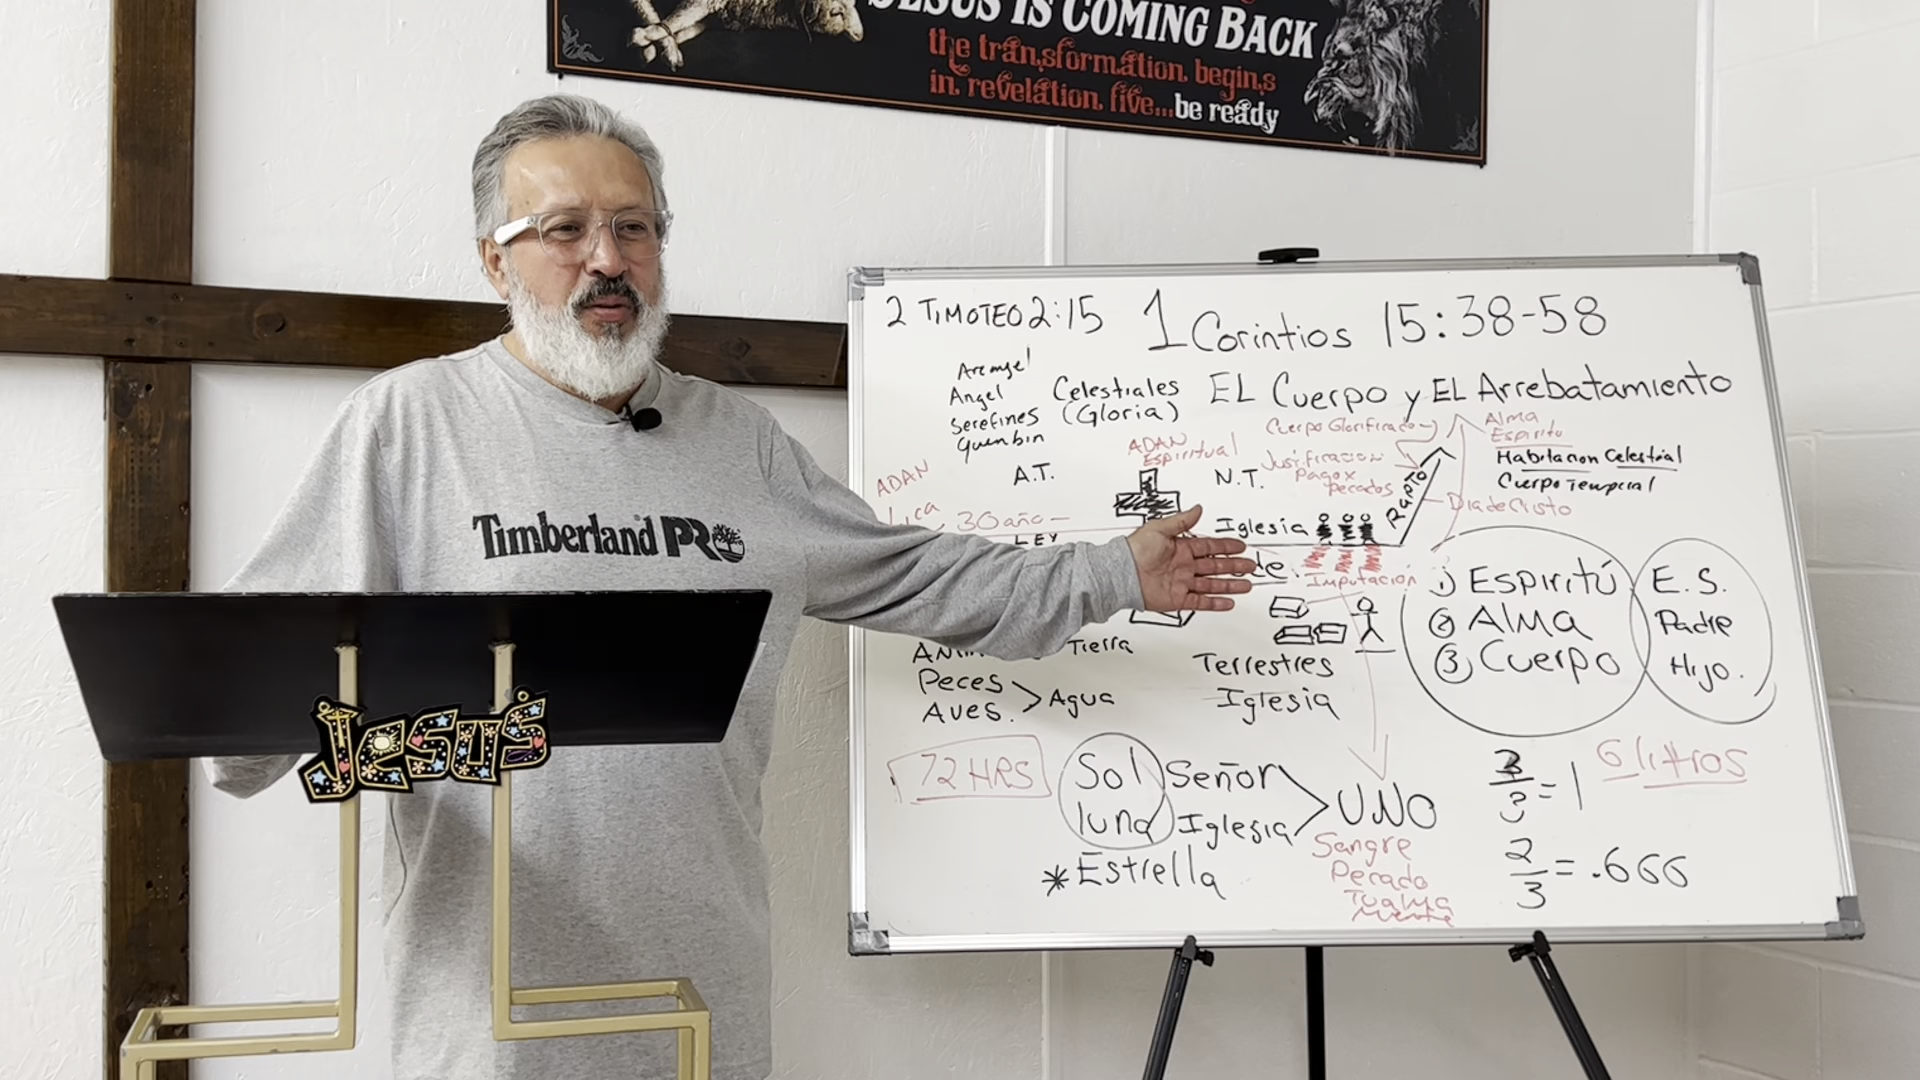 JESUS IS COMING BACK
the transformation begins
in revelation five...be ready
2 TIMOTEO 2:15
1 Corintios 15:38-58
EL Cuerpo y EL Arrebatamiento
Arcangel
Angel
Serefines
Querubin
Celestiales
(Gloria)
Cuerpo Glorificado
Alma
Espiritu
Habitacion Celestial
Cuerpo Temporal
ADAN
ADAN
Espiritual
A.T.
N.T.
Justificacion
Pago x
Pecados
Rapto
Dia de Cristo
30 año
LEY
Iglesia
Imputacion
1) Espiritú
2) Alma
3) Cuerpo
E.S.
Padre
Hijo.
Tierra
Peces
Aves.
Agua
Terrestres
Iglesia
72 HRS
Sol
luna
Señor
Iglesia
UNO
* Estrella
Sangre
Pecado
Tu alma
Mente
3/3 = 1
6 litros
2/3 = .666
Timberland PRO
JESUS